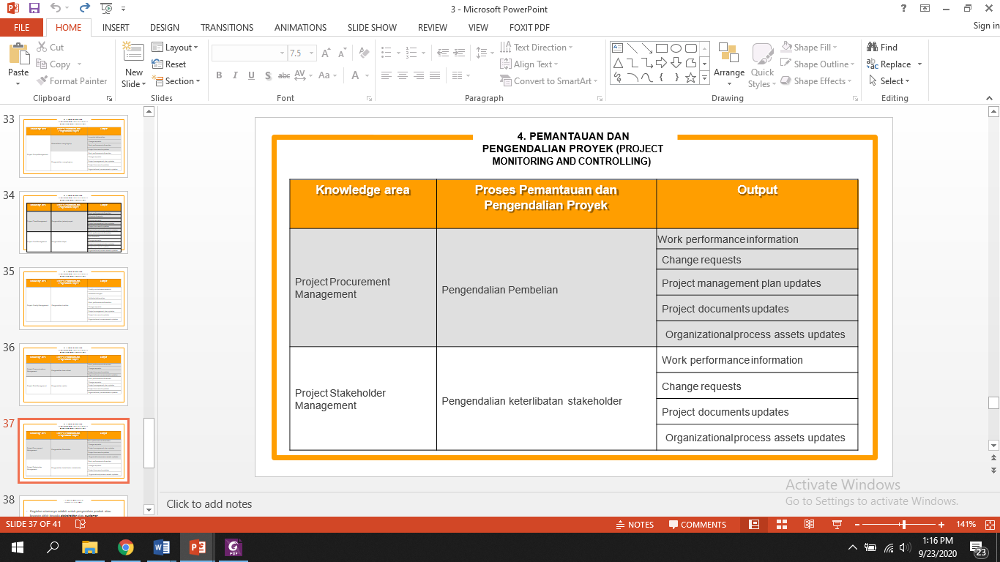 3 - Microsoft PowerPoint
Sign in
FILE HOME INSERT DESIGN TRANSITIONS ANIMATIONS SLIDE SHOW REVIEW VIEW FOXIT PDF
Paste
Cut
Copy
Format Painter
Clipboard
New
Slide
Layout
Reset
Section
Slides
7.5
Font
Text Direction
Align Text
Convert to SmartArt
Paragraph
Arrange
Quick
Styles
Shape Fill
Shape Outline
Shape Effects
Drawing
Find
Replace
Select
Editing
33
34
35
36
37
38
4. PEMANTAUAN DAN
PENGENDALIAN PROYEK (PROJECT
MONITORING AND CONTROLLING)
Knowledge area
Proses Pemantauan dan
Pengendalian Proyek
Output
Project Procurement
Management
Pengendalian Pembelian
Work performance information
Change requests
Project management plan updates
Project documents updates
Organizational process assets updates
Project Stakeholder
Management
Pengendalian keterlibatan stakeholder
Work performance information
Change requests
Project documents updates
Organizational process assets updates
Click to add notes
Activate Windows
Go to Settings to activate Windows.
SLIDE 37 OF 41
NOTES
COMMENTS
141%
1:16 PM
9/23/2020
23